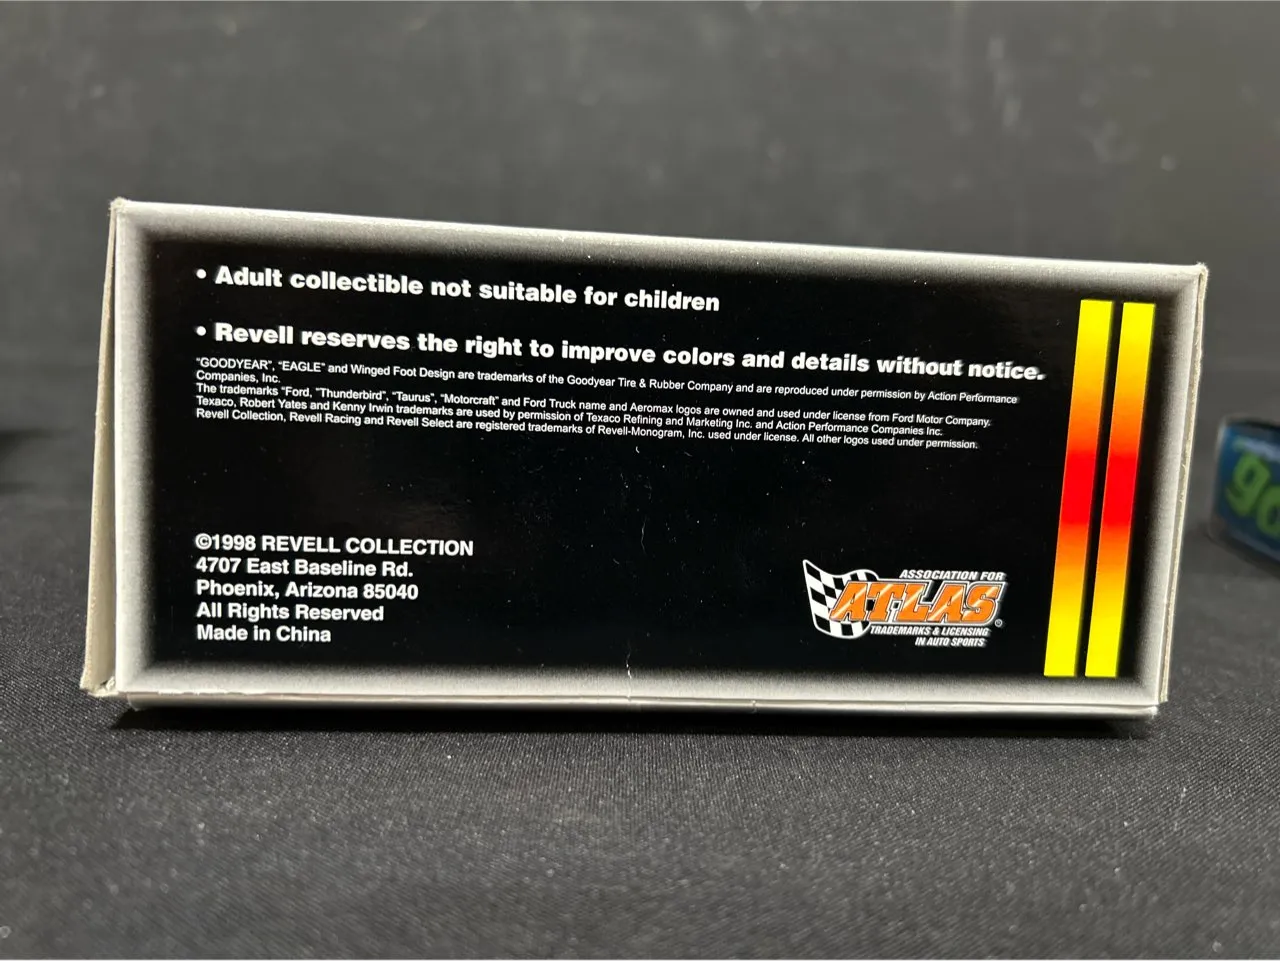 • Adult collectible not suitable for children
• Revell reserves the right to improve colors and details without notice.
"GOODYEAR", "EAGLE" and Winged Foot Design are trademarks of the Goodyear Tire & Rubber Company and are reproduced under permission by Action Performance
Companies, Inc.
The trademarks "Ford, "Thunderbird", "Taurus", "Motorcraft" and Ford Truck name and Aeromax logos are owned and used under license from Ford Motor Company.
Texaco, Robert Yates and Kenny Irwin trademarks are used by permission of Texaco Refining and Marketing Inc. and Action Performance Companies Inc.
Revell Collection, Revell Racing and Revell Select are registered trademarks of Revell-Monogram, Inc. used under license. All other logos used under permission.
©1998 REVELL COLLECTION
4707 East Baseline Rd.
Phoenix, Arizona 85040
All Rights Reserved
Made in China
ASSOCIATION FOR
ATLAS®
TRADEMARKS & LICENSING
IN AUTO SPORTS
go